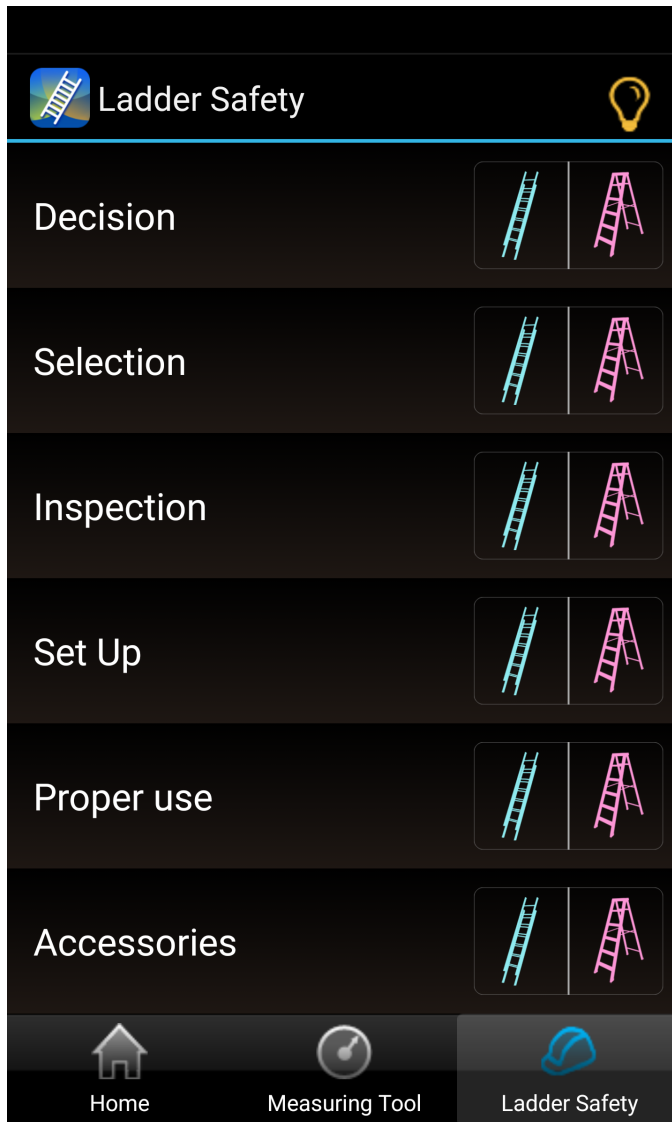 Ladder Safety
Decision
Selection
Inspection
Set Up
Proper use
Accessories
Home
Measuring Tool
Ladder Safety